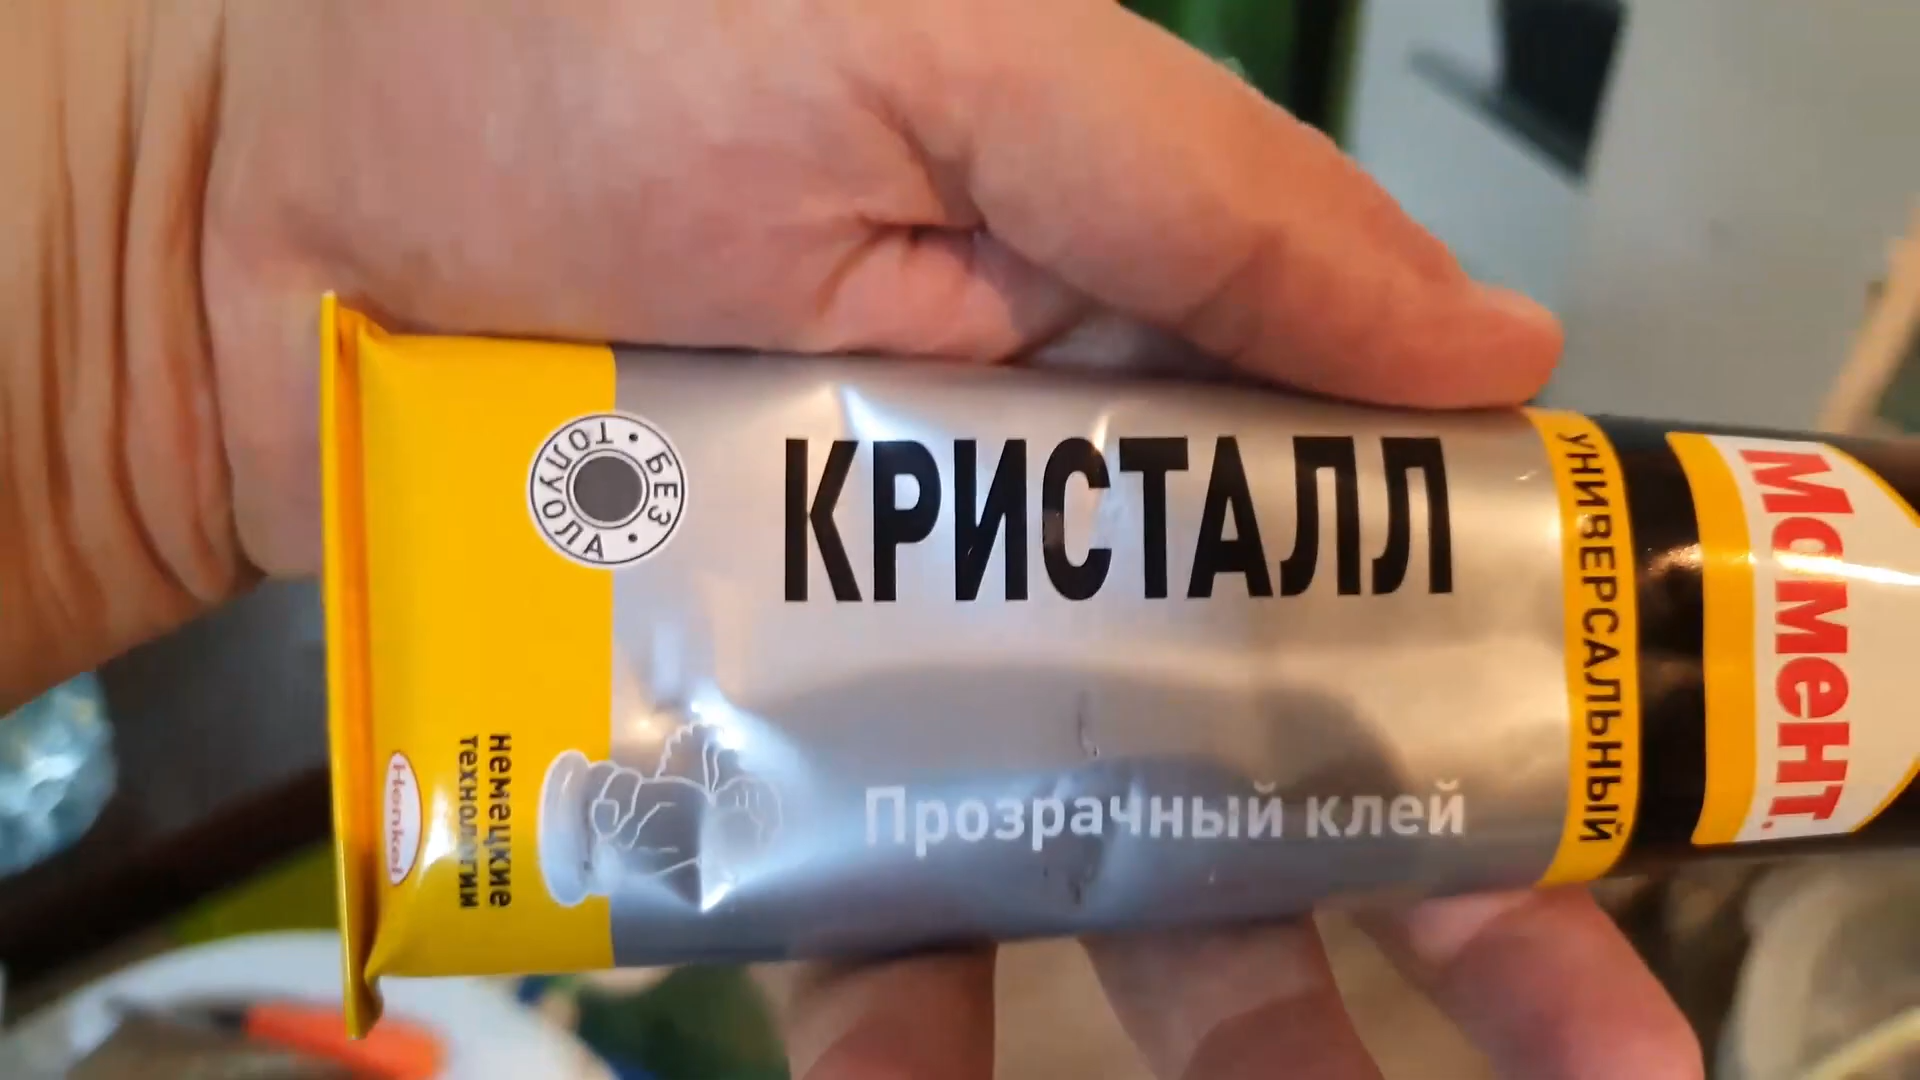 КРИСТАЛЛ
Прозрачный клей
БЕЗ • ТОЛУОЛА •
немецкие
технологии
Henkel
УНИВЕРСАЛЬНЫЙ
Момент